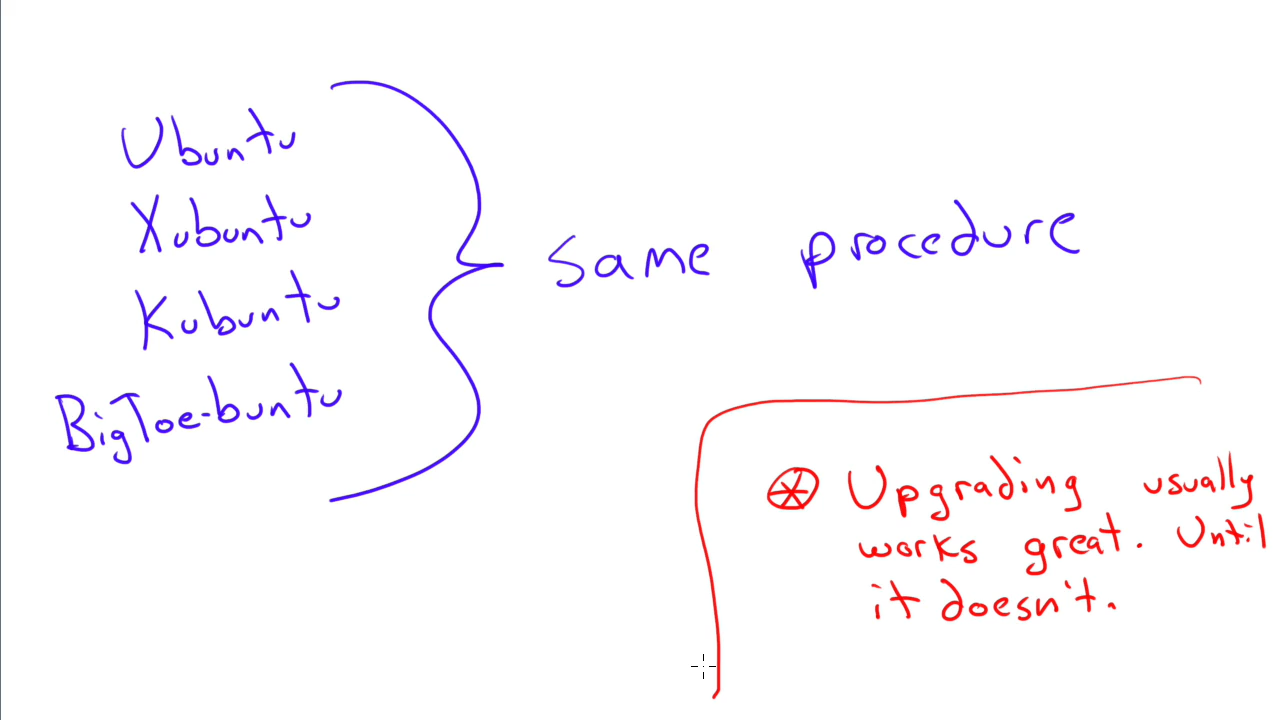 Ubuntu
Xubuntu
Kubuntu
BigToe-buntu
same procedure
Upgrading usually
works great. Until
it doesn't.